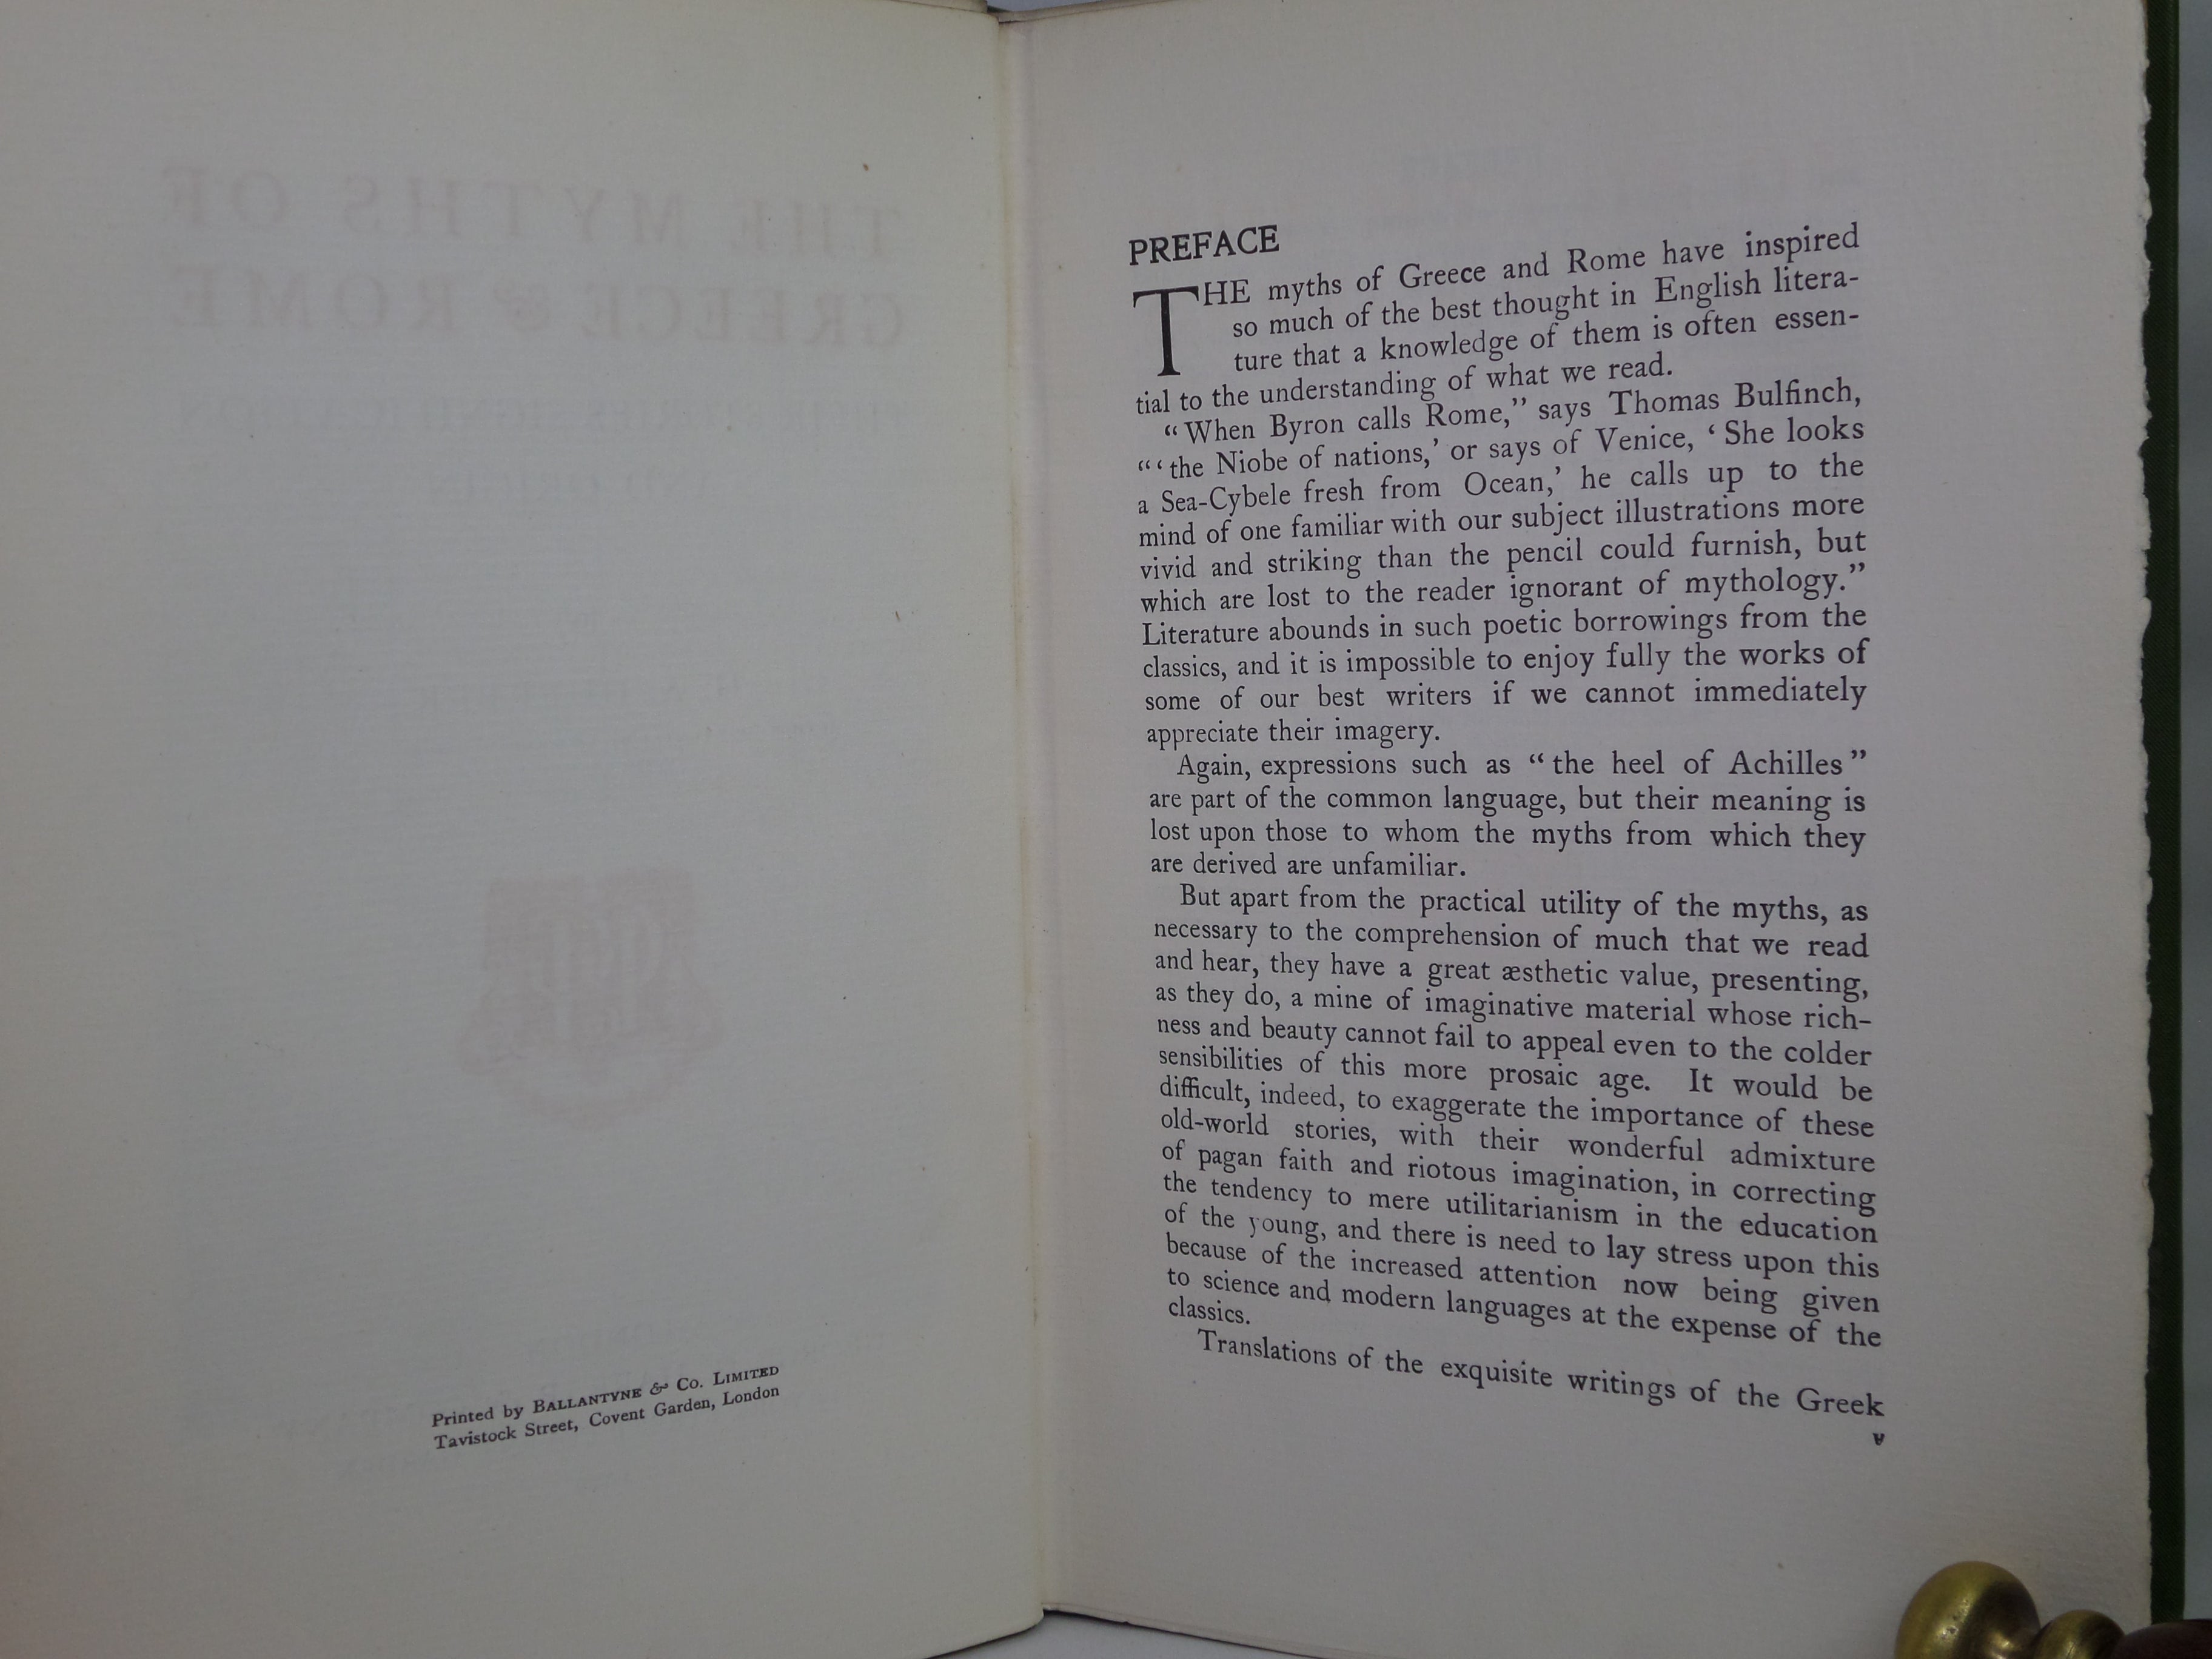 THE MYTHS OF
GREECE & ROME
Printed by BALLANTYNE & Co. LIMITED
Tavistock Street, Covent Garden, London
PREFACE
THE myths of Greece and Rome have inspired
so much of the best thought in English litera-
ture that a knowledge of them is often essen-
tial to the understanding of what we read.
“When Byron calls Rome,” says Thomas Bulfinch,
“‘the Niobe of nations,’ or says of Venice, ‘She looks
a Sea-Cybele fresh from Ocean,’ he calls up to the
mind of one familiar with our subject illustrations more
vivid and striking than the pencil could furnish, but
which are lost to the reader ignorant of mythology.”
Literature abounds in such poetic borrowings from the
classics, and it is impossible to enjoy fully the works of
some of our best writers if we cannot immediately
appreciate their imagery.
Again, expressions such as “the heel of Achilles”
are part of the common language, but their meaning is
lost upon those to whom the myths from which they
are derived are unfamiliar.
But apart from the practical utility of the myths, as
necessary to the comprehension of much that we read
and hear, they have a great æsthetic value, presenting,
as they do, a mine of imaginative material whose rich-
ness and beauty cannot fail to appeal even to the colder
sensibilities of this more prosaic age. It would be
difficult, indeed, to exaggerate the importance of these
old-world stories, with their wonderful admixture
of pagan faith and riotous imagination, in correcting
the tendency to mere utilitarianism in the education
of the young, and there is need to lay stress upon this
because of the increased attention now being given
to science and modern languages at the expense of the
classics.
Translations of the exquisite writings of the Greek
v